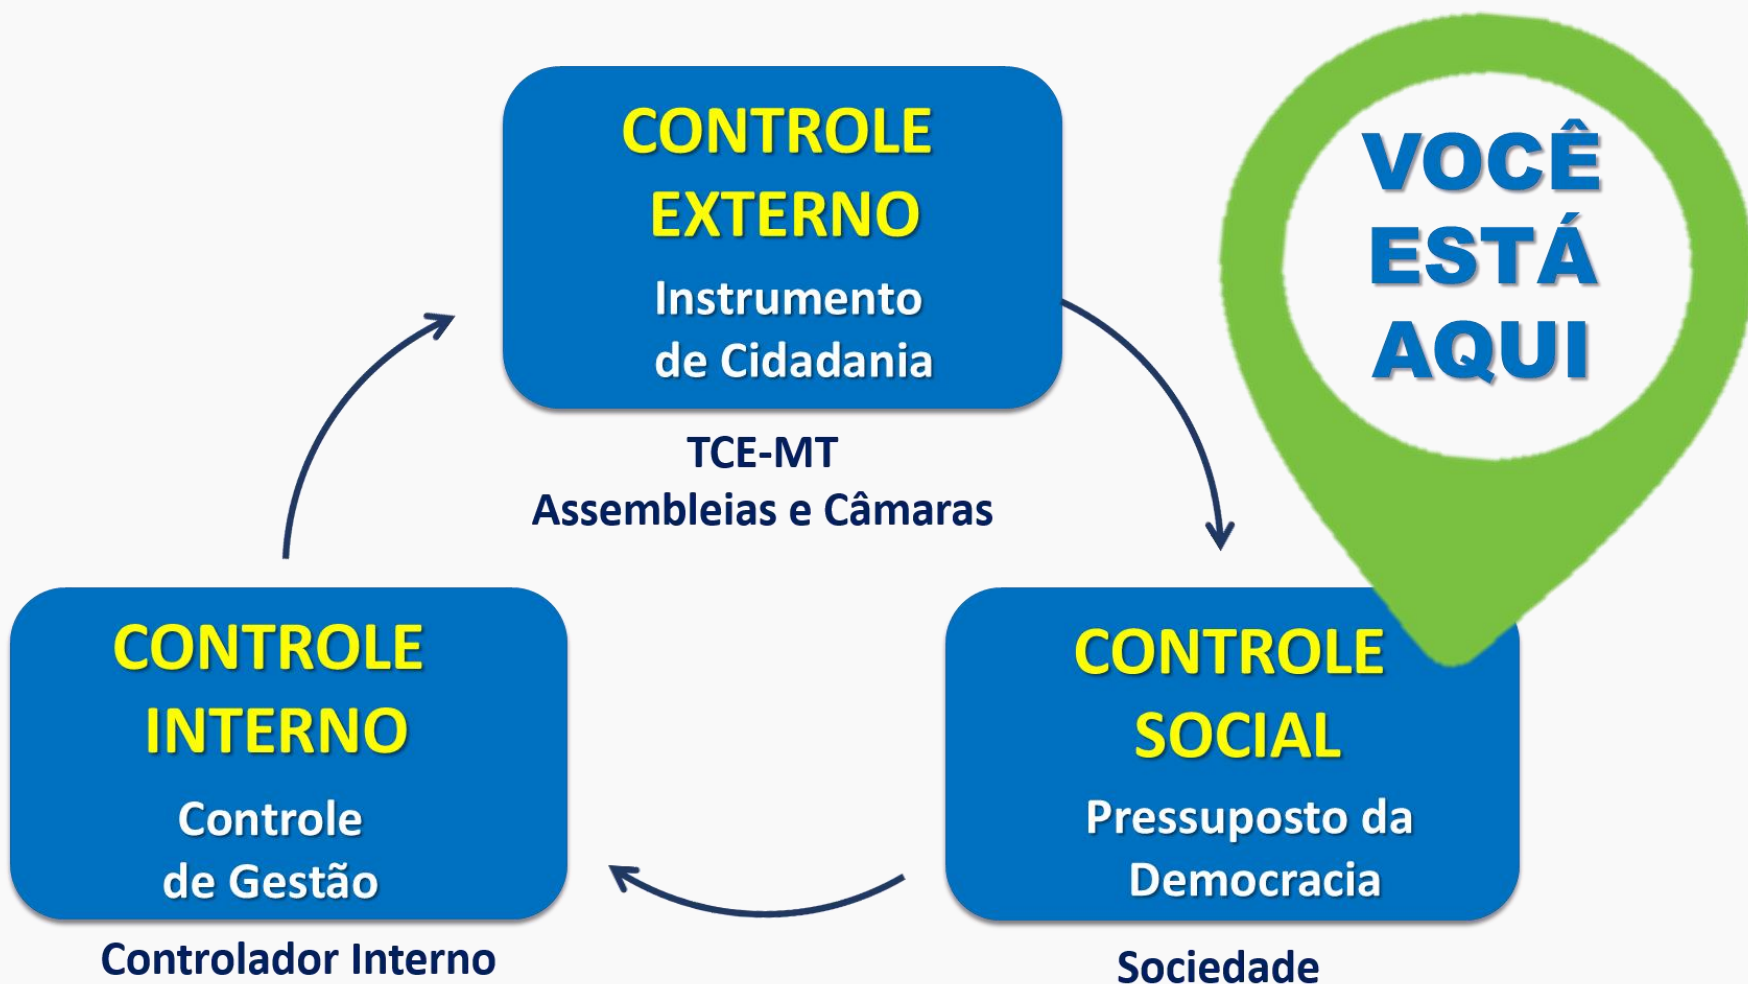 CONTROLE
EXTERNO
Instrumento
de Cidadania
TCE-MT
Assembleias e Câmaras
VOCÊ
ESTÁ
AQUI
CONTROLE
INTERNO
Controle
de Gestão
Controlador Interno
CONTROLE
SOCIAL
Pressuposto da
Democracia
Sociedade